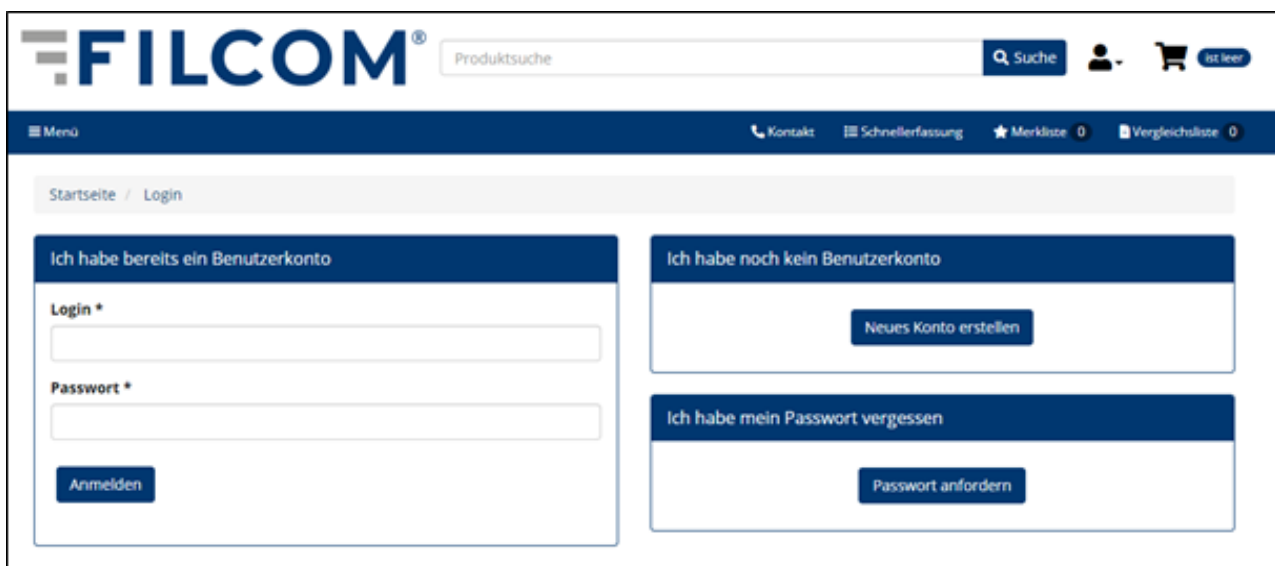 FILCOM®
Produktsuche
Suche
ist leer
Menü
Kontakt
Schnellerfassung
Merkliste 0
Vergleichsliste 0
Startseite / Login
Ich habe bereits ein Benutzerkonto
Login *
Passwort *
Anmelden
Ich habe noch kein Benutzerkonto
Neues Konto erstellen
Ich habe mein Passwort vergessen
Passwort anfordern